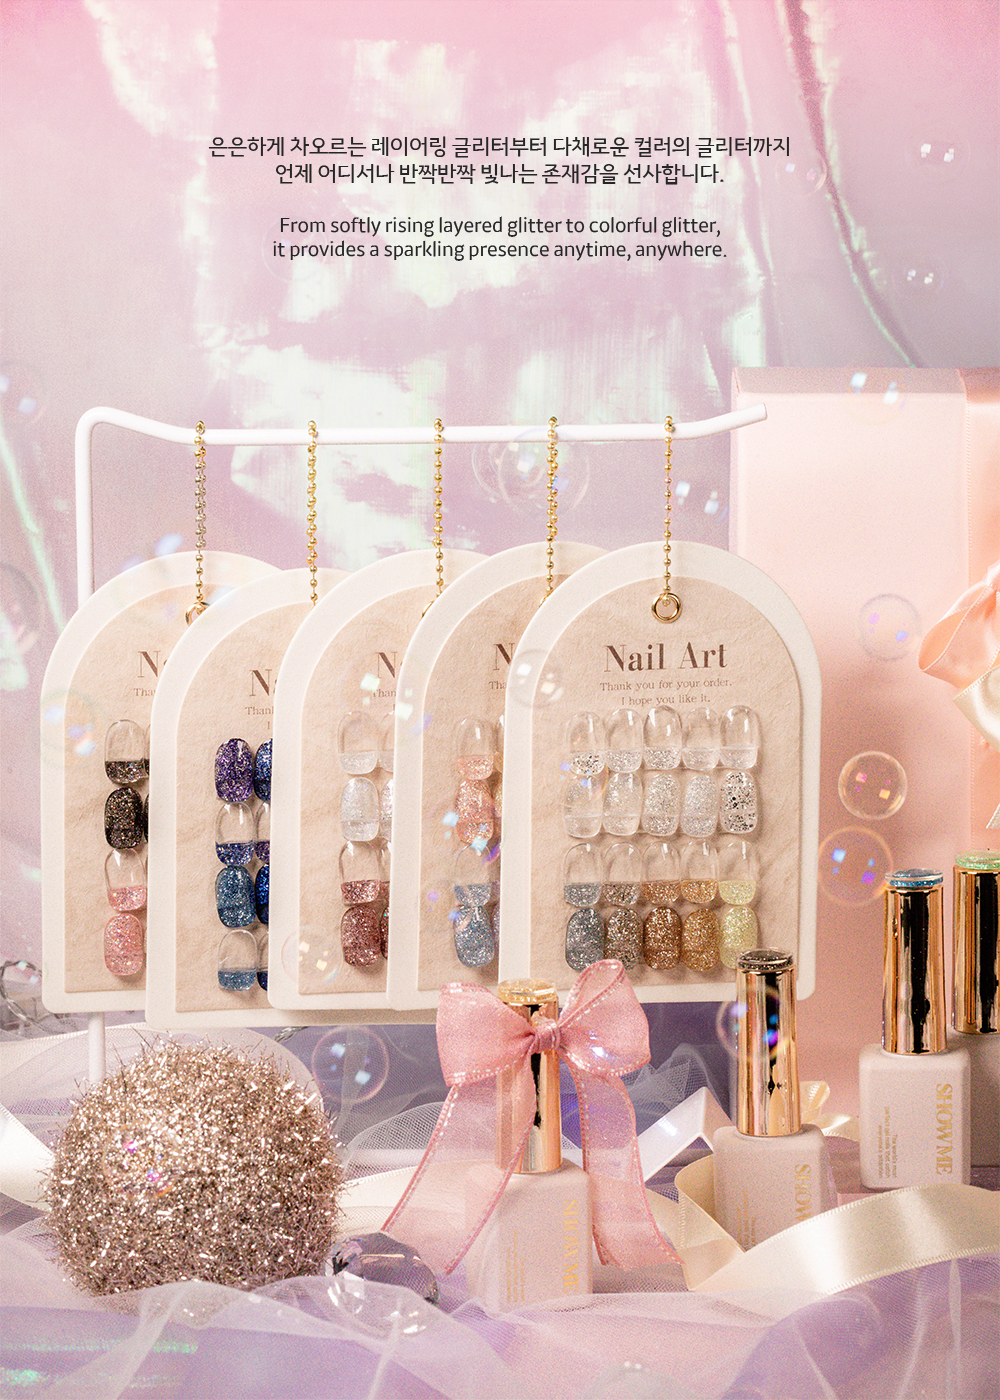 은은하게 차오르는 레이어링 글리터부터 다채로운 컬러의 글리터까지
언제 어디서나 반짝반짝 빛나는 존재감을 선사합니다.
From softly rising layered glitter to colorful glitter,
it provides a sparkling presence anytime, anywhere.
Nail Art
Thank you for your order.
I hope you like it.
SHOW ME
SHOW ME